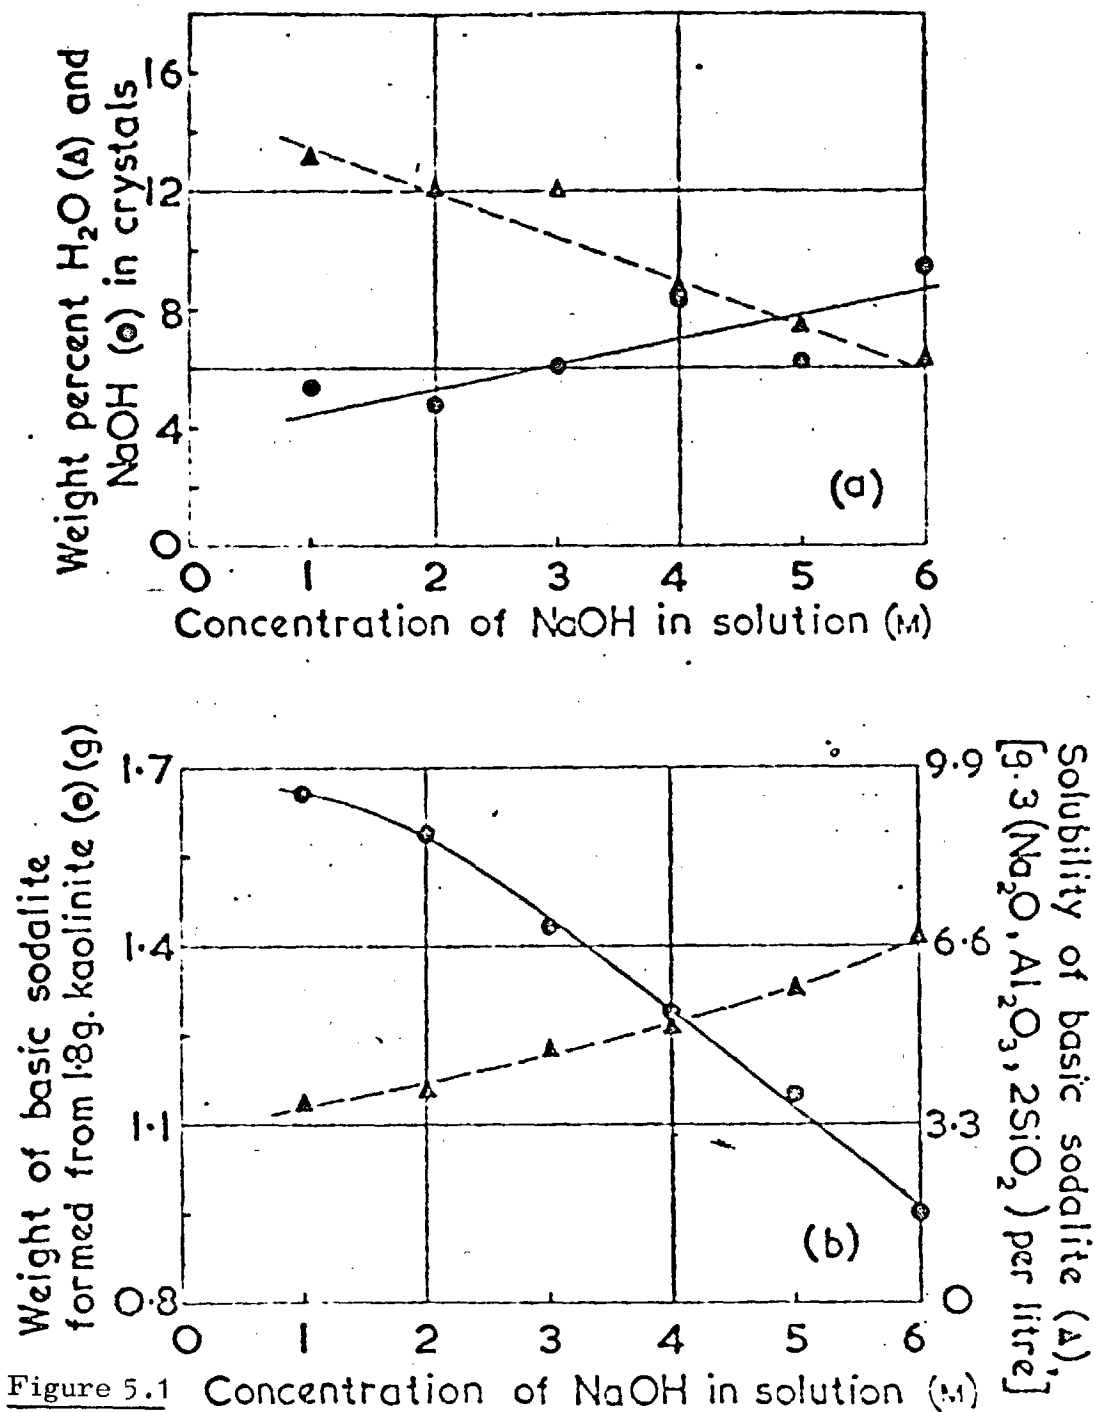 Weight percent H₂O (Δ) and
NaOH (o) in crystals
16
12
8
4
0
(a)
0 1 2 3 4 5 6
Concentration of NaOH in solution (M)
Weight of basic sodalite
formed from 1·8g. kaolinite (o) (g)
1·7
1·4
1·1
0·8
9·9
6·6
3·3
0
Solubility of basic sodalite (Δ),
[g. 3(Na₂O, Al₂O₃, 2SiO₂) per litre]
(b)
0 1 2 3 4 5 6
Figure 5.1 Concentration of NaOH in solution (M)